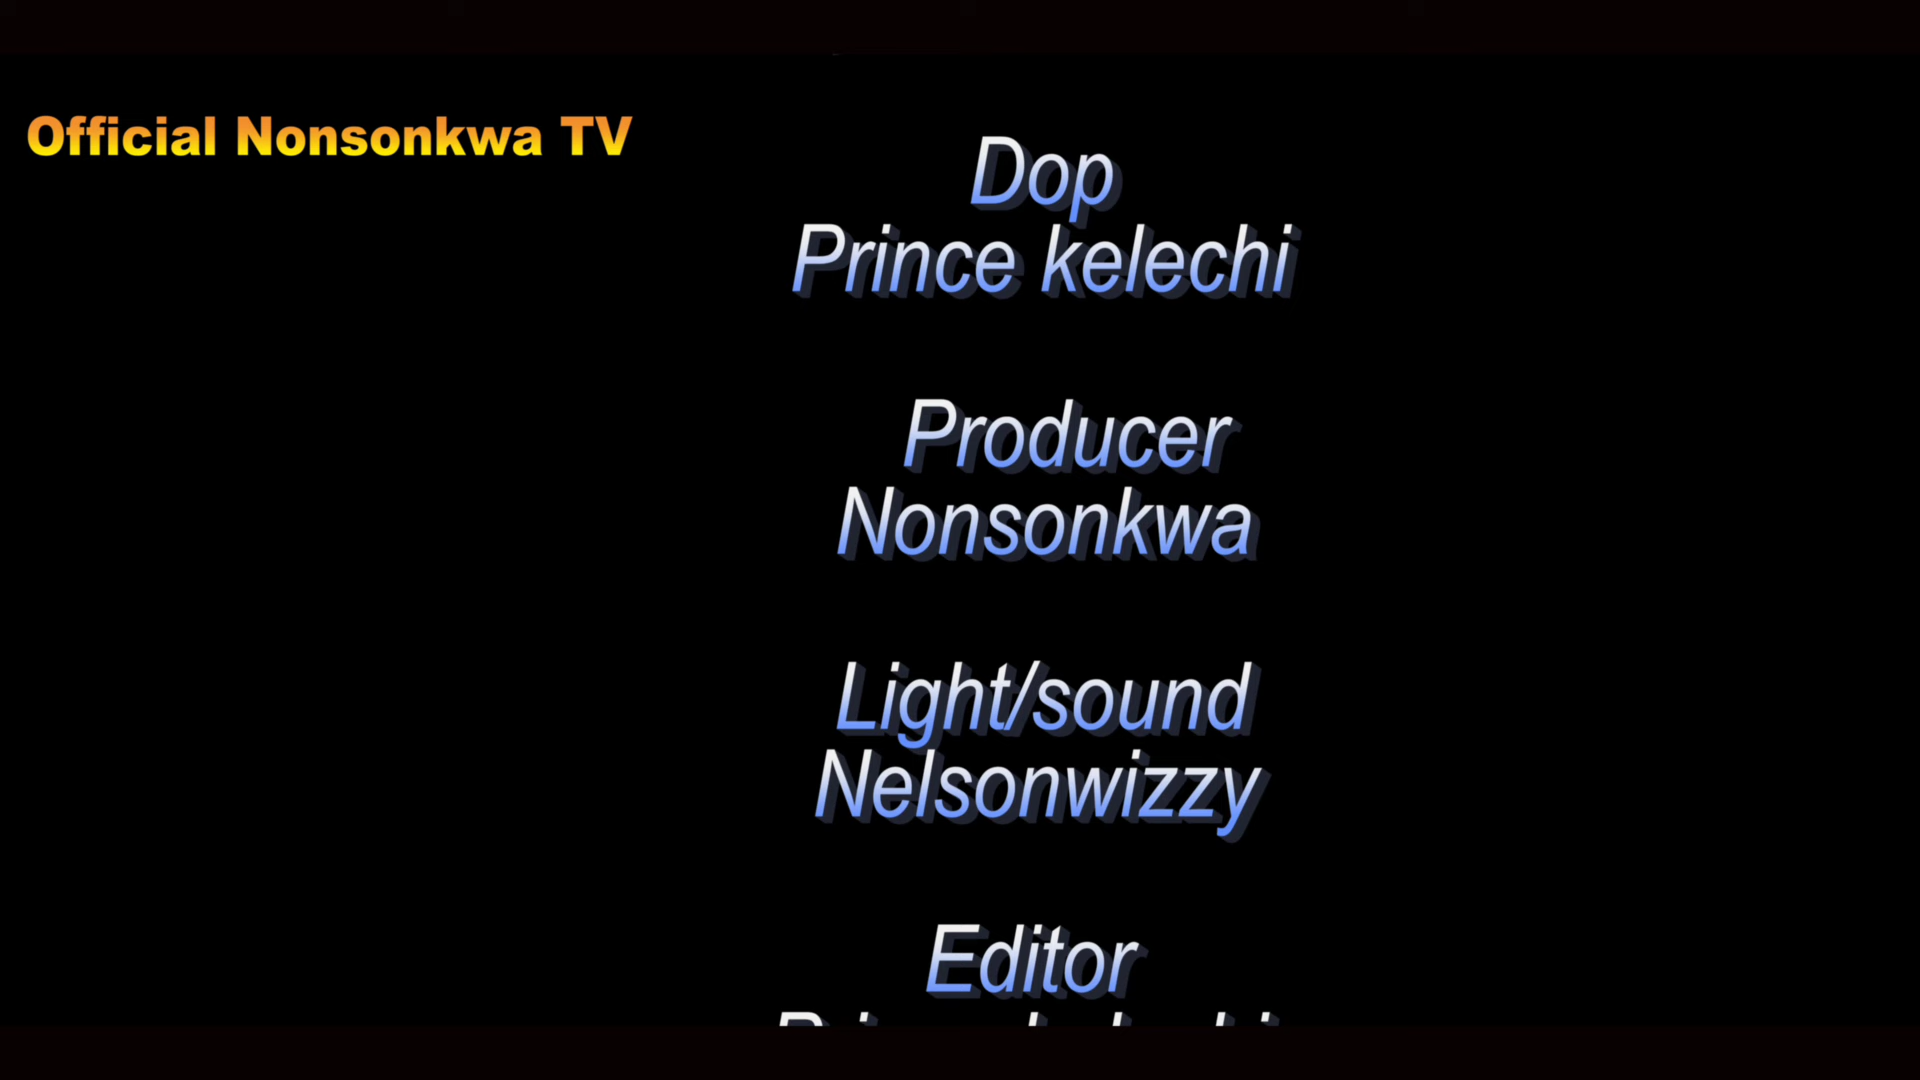 Official Nonsonkwa TV
Dop
Prince kelechi
Producer
Nonsonkwa
Light/sound
Nelsonwizzy
Editor